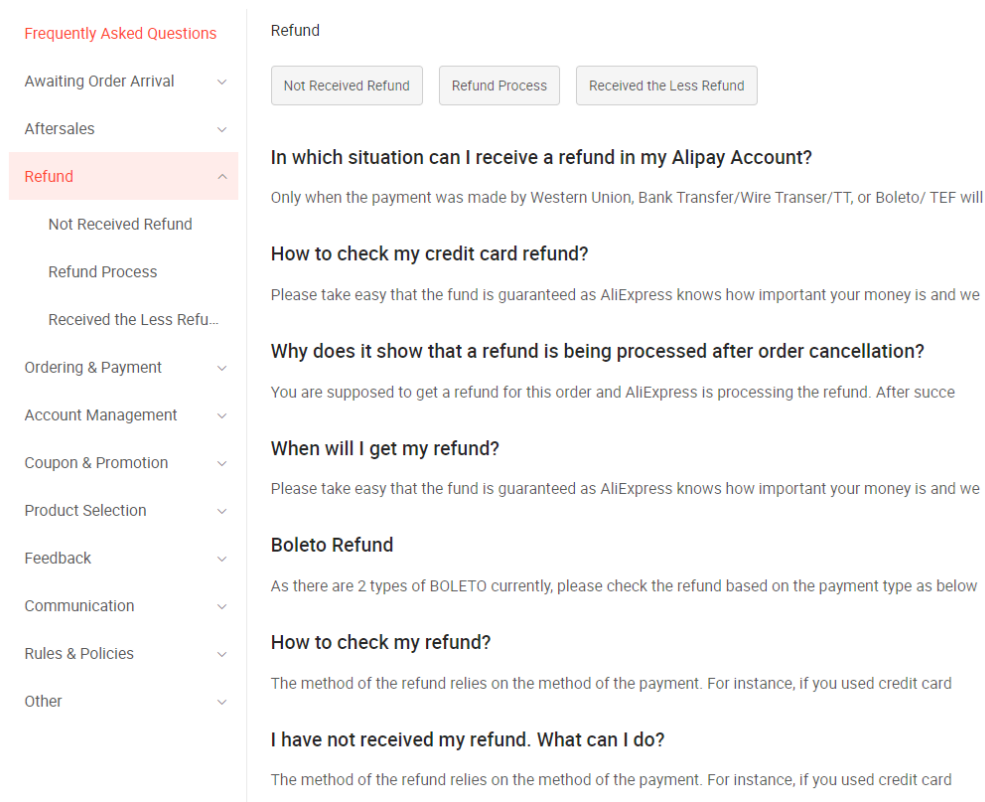 Frequently Asked Questions
Awaiting Order Arrival
Aftersales
Refund
Not Received Refund
Refund Process
Received the Less Refu...
Ordering & Payment
Account Management
Coupon & Promotion
Product Selection
Feedback
Communication
Rules & Policies
Other
Refund
Not Received Refund
Refund Process
Received the Less Refund
In which situation can I receive a refund in my Alipay Account?
Only when the payment was made by Western Union, Bank Transfer/Wire Transer/TT, or Boleto/ TEF will
How to check my credit card refund?
Please take easy that the fund is guaranteed as AliExpress knows how important your money is and we
Why does it show that a refund is being processed after order cancellation?
You are supposed to get a refund for this order and AliExpress is processing the refund. After succe
When will I get my refund?
Please take easy that the fund is guaranteed as AliExpress knows how important your money is and we
Boleto Refund
As there are 2 types of BOLETO currently, please check the refund based on the payment type as below
How to check my refund?
The method of the refund relies on the method of the payment. For instance, if you used credit card
I have not received my refund. What can I do?
The method of the refund relies on the method of the payment. For instance, if you used credit card